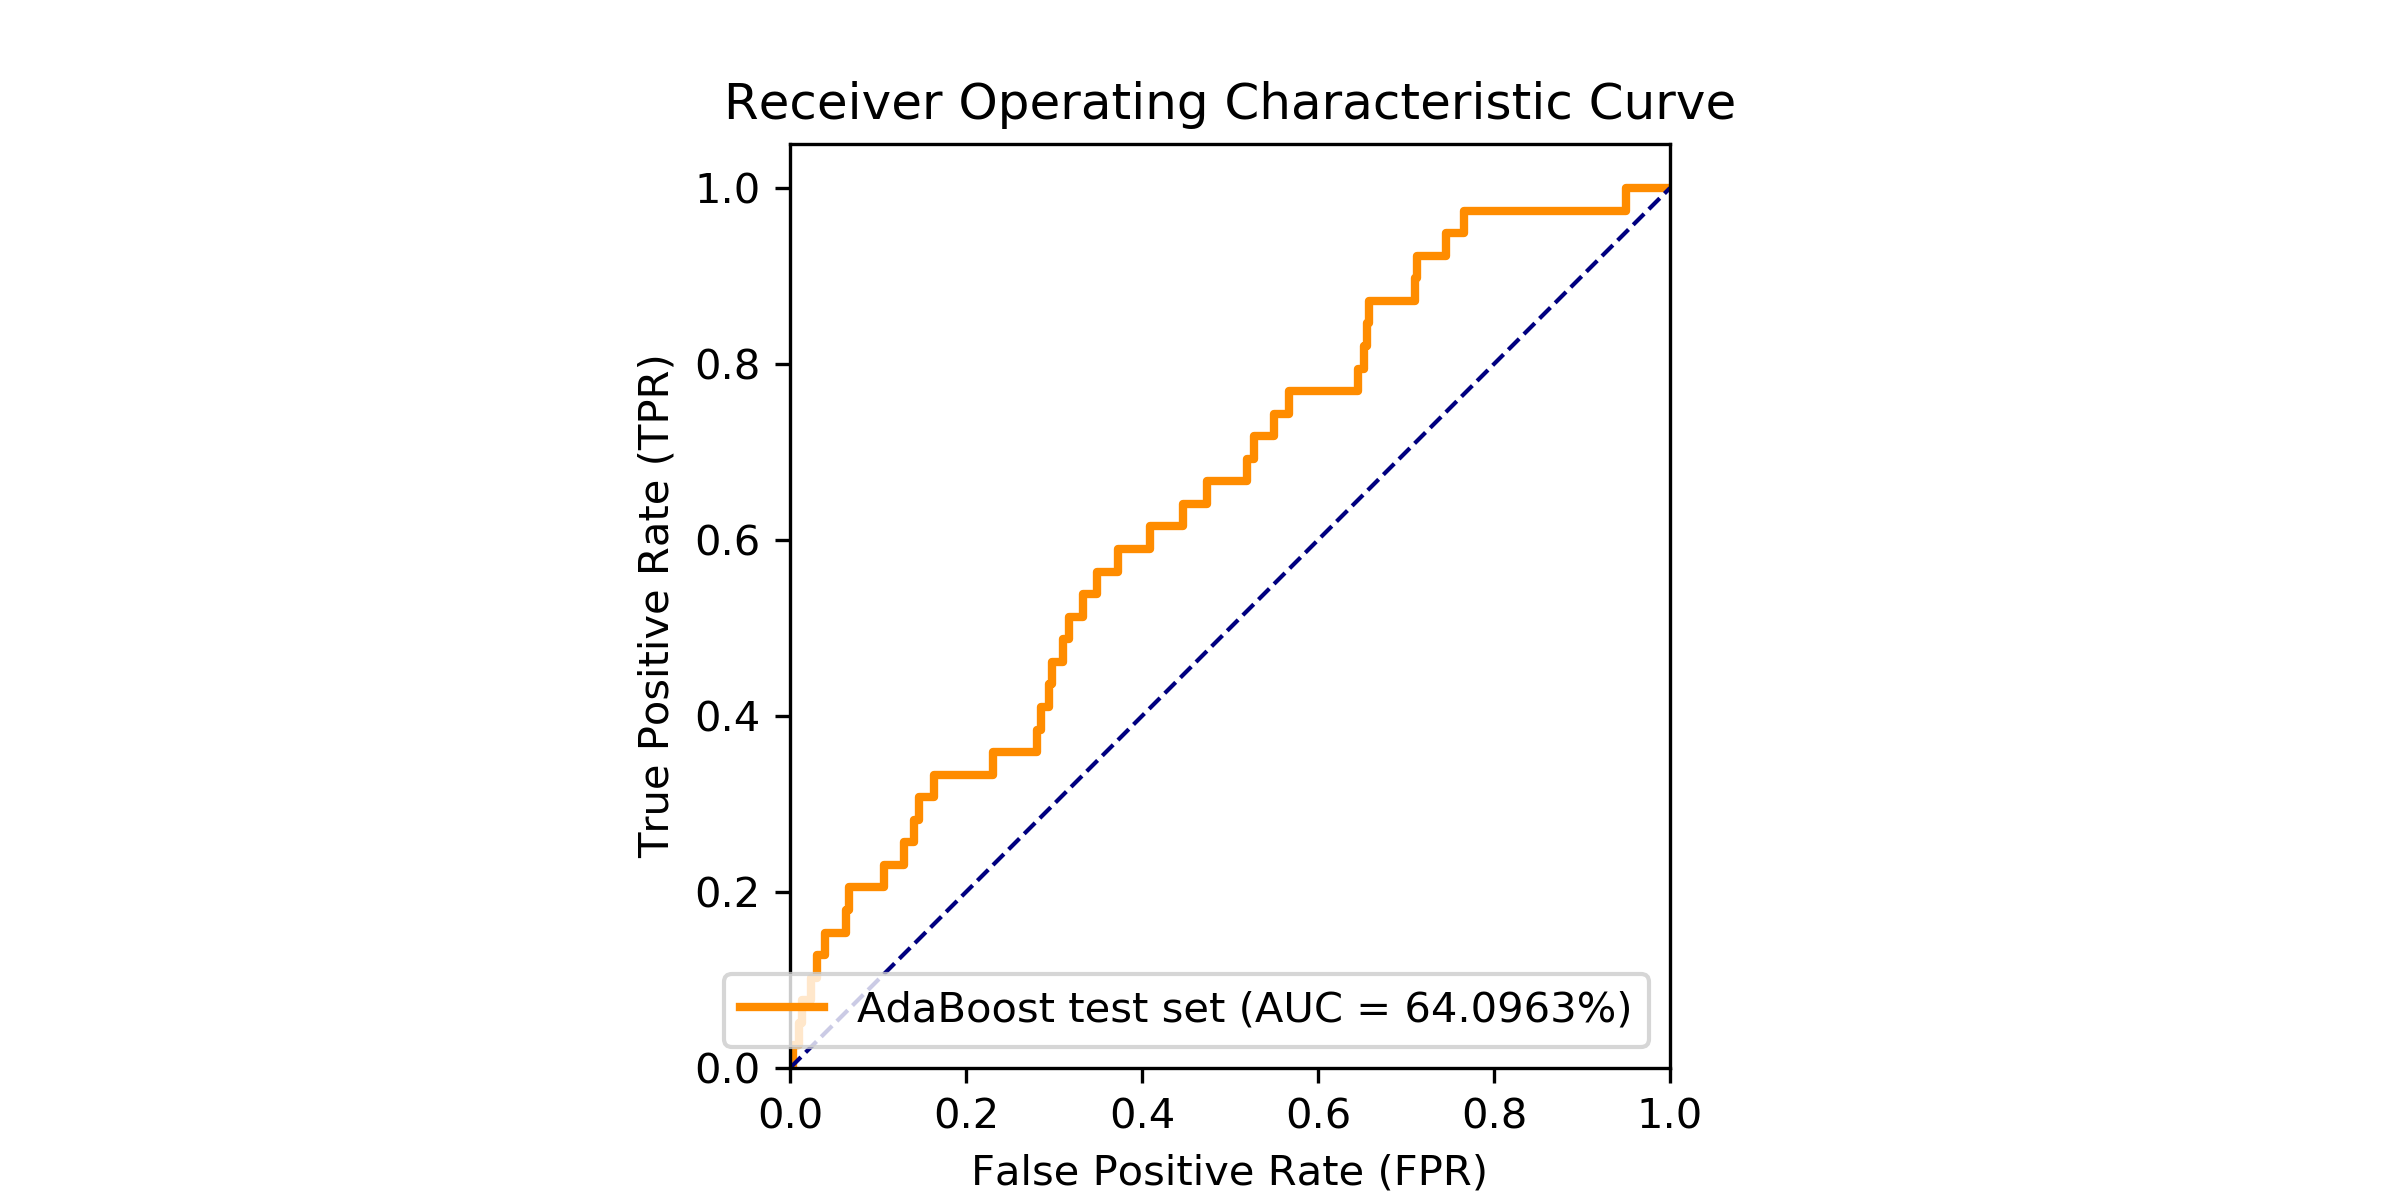 Receiver Operating Characteristic Curve
1.0
0.8
0.6
0.4
0.2
0.0
True Positive Rate (TPR)
AdaBoost test set (AUC = 64.0963%)
0.0 0.2 0.4 0.6 0.8 1.0
False Positive Rate (FPR)